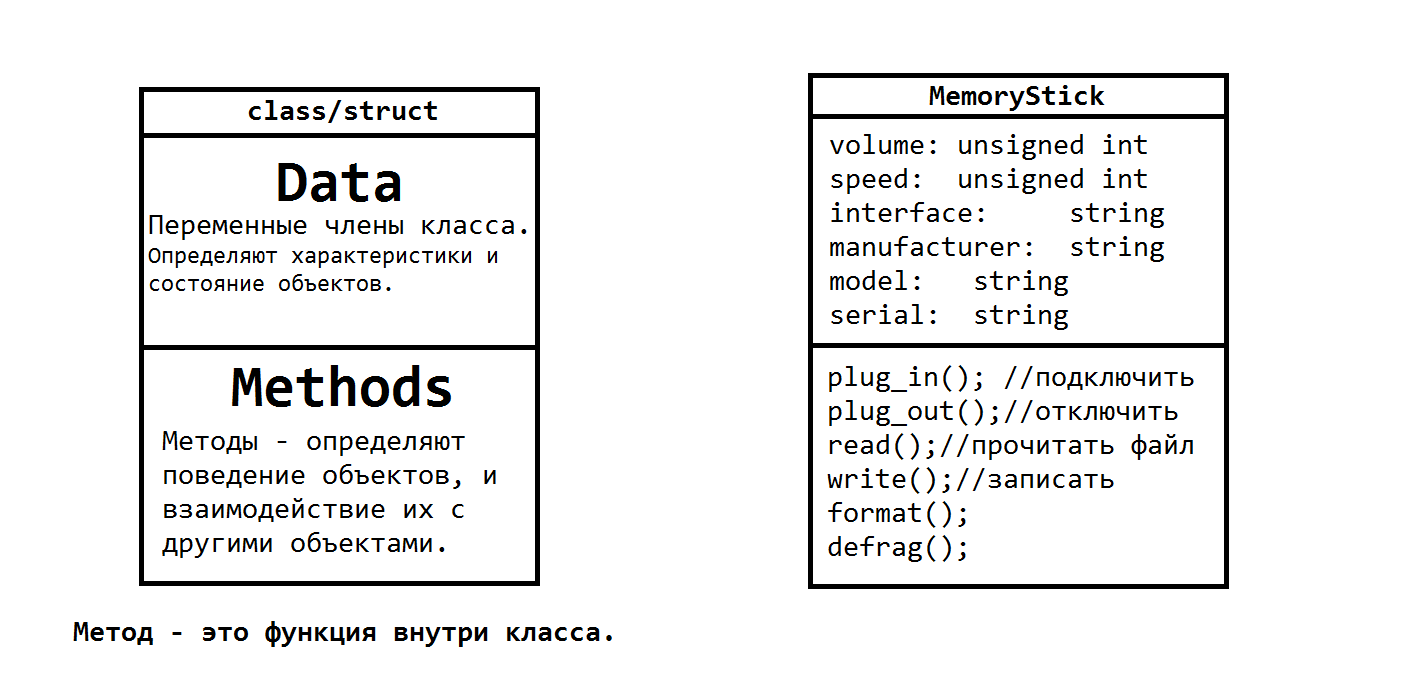 class/struct
Data
Переменные члены класса.
Определяют характеристики и
состояние объектов.
Methods
Методы - определяют
поведение объектов, и
взаимодействие их с
другими объектами.
Метод - это функция внутри класса.
MemoryStick
volume: unsigned int
speed:  unsigned int
interface:     string
manufacturer:  string
model:   string
serial:  string
plug_in(); //подключить
plug_out();//отключить
read();//прочитать файл
write();//записать
format();
defrag();